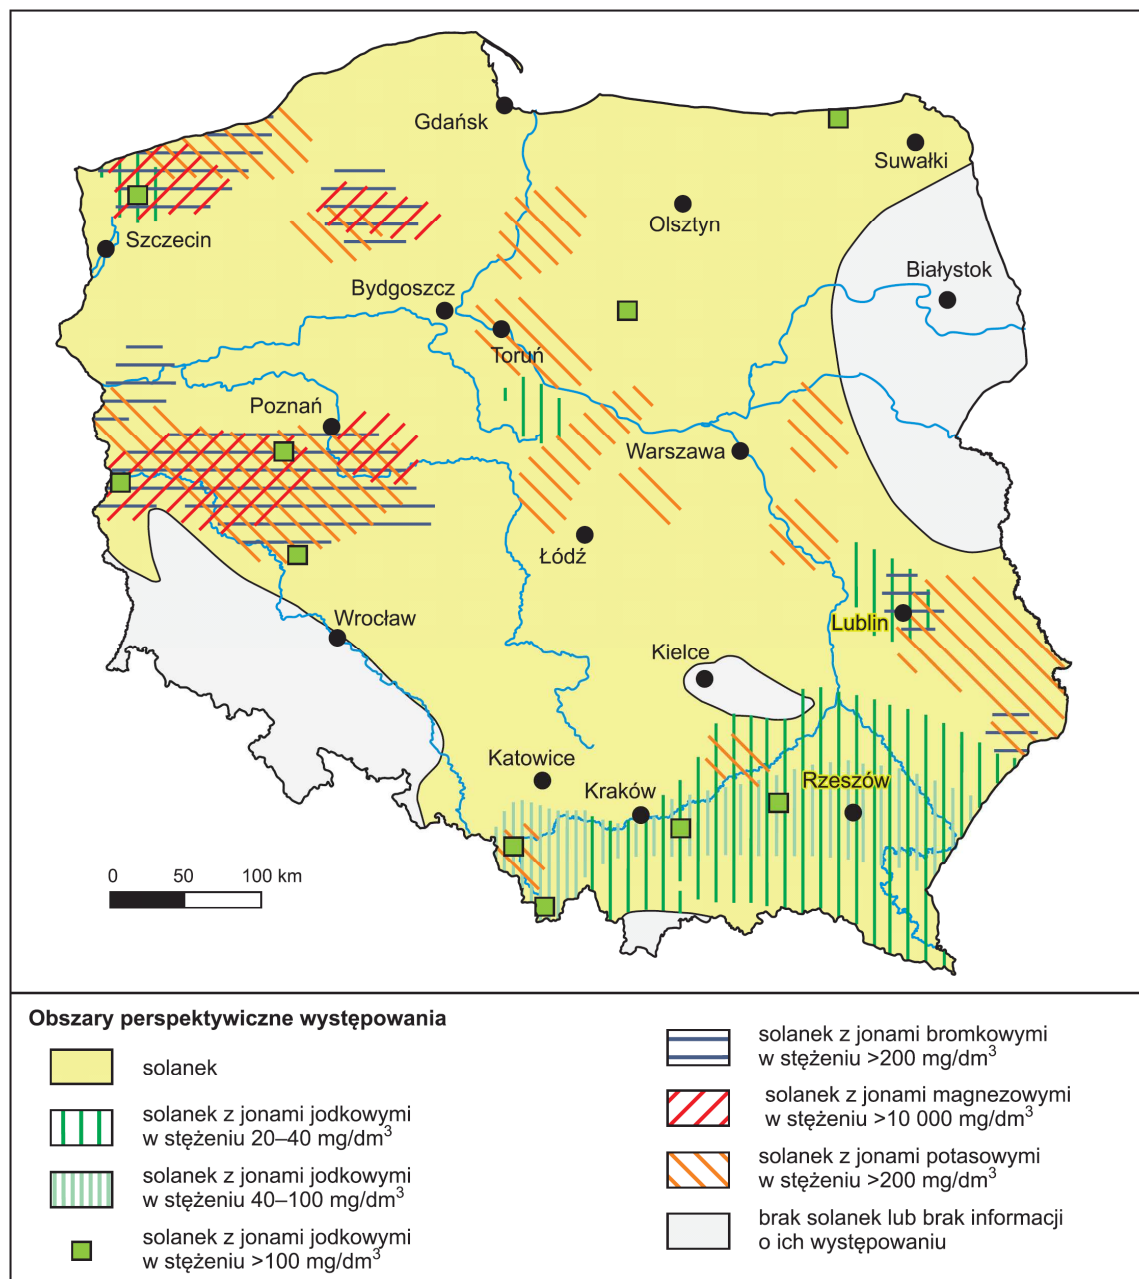 Gdańsk
Suwałki
Olsztyn
Szczecin
Białystok
Bydgoszcz
Toruń
Poznań
Warszawa
Łódź
Wrocław
Lublin
Kielce
Katowice
Kraków
Rzeszów
0 50 100 km
Obszary perspektywiczne występowania
solanek
solanek z jonami jodkowymi
w stężeniu 20–40 mg/dm³
solanek z jonami jodkowymi
w stężeniu 40–100 mg/dm³
solanek z jonami jodkowymi
w stężeniu >100 mg/dm³
solanek z jonami bromkowymi
w stężeniu >200 mg/dm³
solanek z jonami magnezowymi
w stężeniu >10 000 mg/dm³
solanek z jonami potasowymi
w stężeniu >200 mg/dm³
brak solanek lub brak informacji
o ich występowaniu